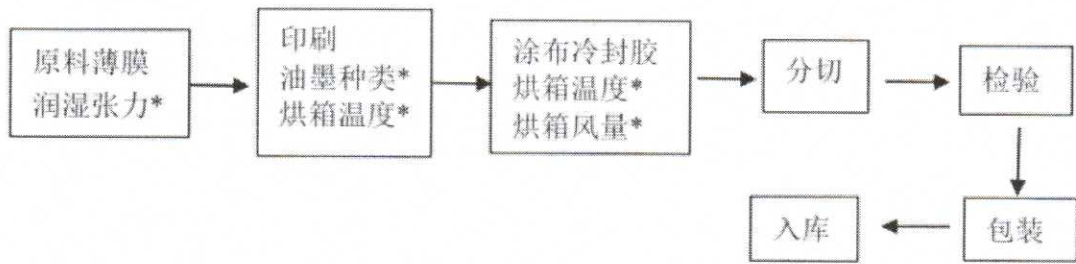 原料薄膜
润湿张力*
印刷
油墨种类*
烘箱温度*
涂布冷封胶
烘箱温度*
烘箱风量*
分切
检验
包装
入库